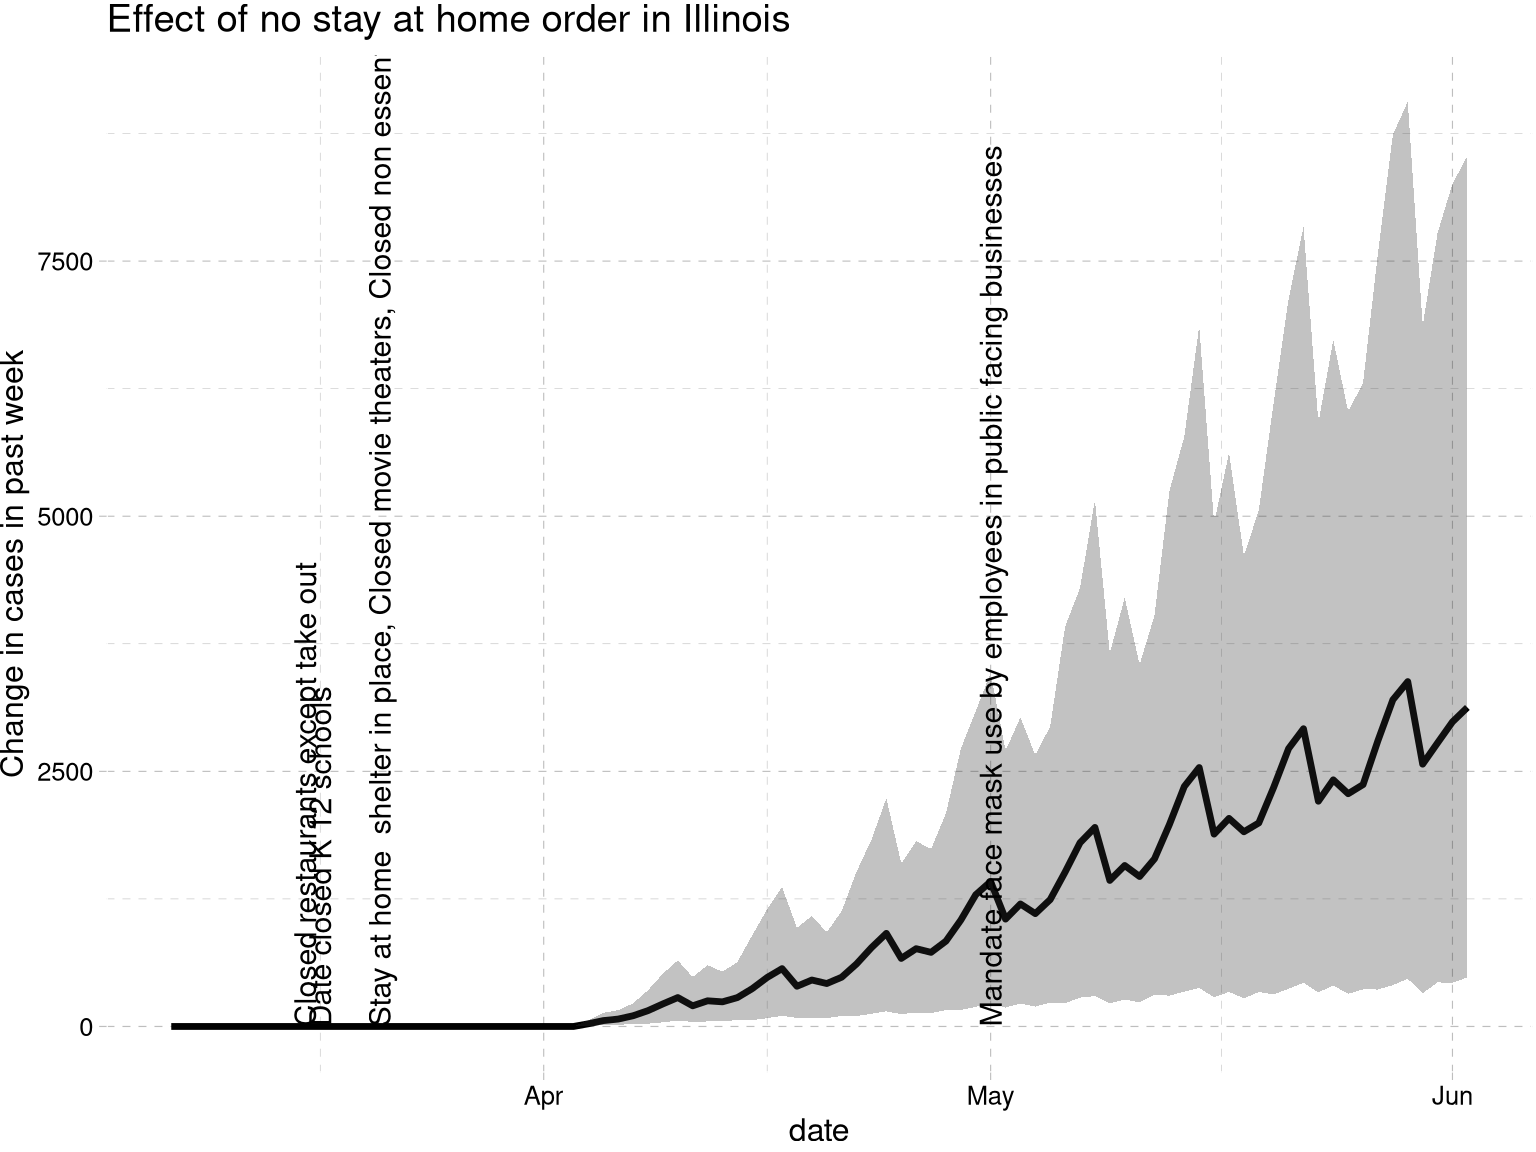 Effect of no stay at home order in Illinois
Change in cases in past week
7500
5000
2500
0
Closed restaurants except take out
Date closed K 12 schools
Stay at home  shelter in place, Closed movie theaters, Closed non essen
Mandate face mask use by employees in public facing businesses
Apr
May
Jun
date